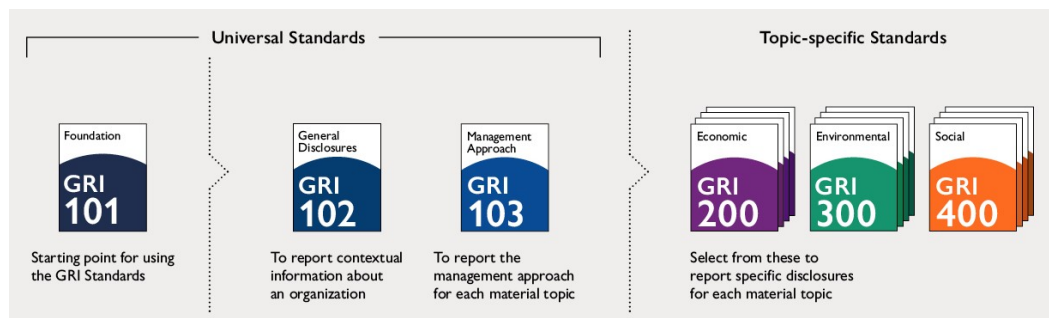 Universal Standards
Topic-specific Standards
Foundation
GRI
101
General
Disclosures
GRI
102
Management
Approach
GRI
103
Economic
GRI
200
Environmental
GRI
300
Social
GRI
400
Starting point for using
the GRI Standards
To report contextual
information about
an organization
To report the
management approach
for each material topic
Select from these to
report specific disclosures
for each material topic